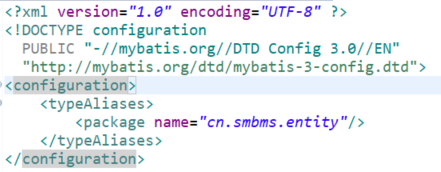 <?xml version="1.0" encoding="UTF-8" ?>
<!DOCTYPE configuration
  PUBLIC "-//mybatis.org//DTD Config 3.0//EN"
  "http://mybatis.org/dtd/mybatis-3-config.dtd">
<configuration>
    <typeAliases>
        <package name="cn.smbms.entity"/>
    </typeAliases>
</configuration>